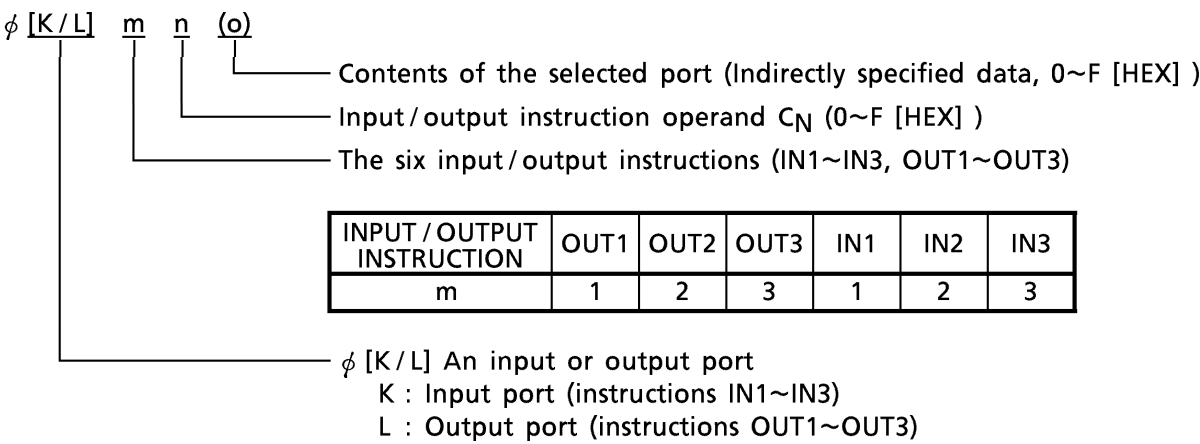 ϕ [K / L] m n (o)
Contents of the selected port (Indirectly specified data, 0~F [HEX] )
Input / output instruction operand CN (0~F [HEX] )
The six input / output instructions (IN1~IN3, OUT1~OUT3)
INPUT / OUTPUT INSTRUCTION OUT1 OUT2 OUT3 IN1 IN2 IN3
m 1 2 3 1 2 3
ϕ [K / L] An input or output port
K : Input port (instructions IN1~IN3)
L : Output port (instructions OUT1~OUT3)